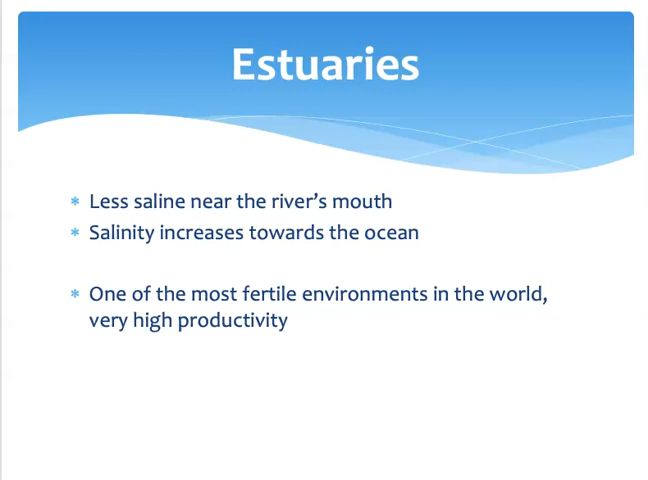 Estuaries
* Less saline near the river's mouth
* Salinity increases towards the ocean
* One of the most fertile environments in the world,
very high productivity